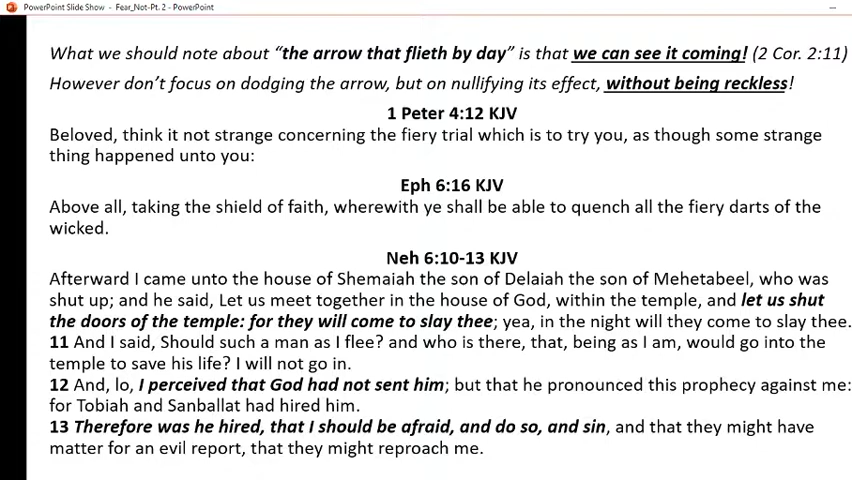 PowerPoint Slide Show - Fear_Not-Pt. 2 - PowerPoint
What we should note about “the arrow that flieth by day” is that we can see it coming! (2 Cor. 2:11)
However don’t focus on dodging the arrow, but on nullifying its effect, without being reckless!
1 Peter 4:12 KJV
Beloved, think it not strange concerning the fiery trial which is to try you, as though some strange
thing happened unto you:
Eph 6:16 KJV
Above all, taking the shield of faith, wherewith ye shall be able to quench all the fiery darts of the
wicked.
Neh 6:10-13 KJV
Afterward I came unto the house of Shemaiah the son of Delaiah the son of Mehetabeel, who was
shut up; and he said, Let us meet together in the house of God, within the temple, and let us shut
the doors of the temple: for they will come to slay thee; yea, in the night will they come to slay thee.
11 And I said, Should such a man as I flee? and who is there, that, being as I am, would go into the
temple to save his life? I will not go in.
12 And, lo, I perceived that God had not sent him; but that he pronounced this prophecy against me:
for Tobiah and Sanballat had hired him.
13 Therefore was he hired, that I should be afraid, and do so, and sin, and that they might have
matter for an evil report, that they might reproach me.